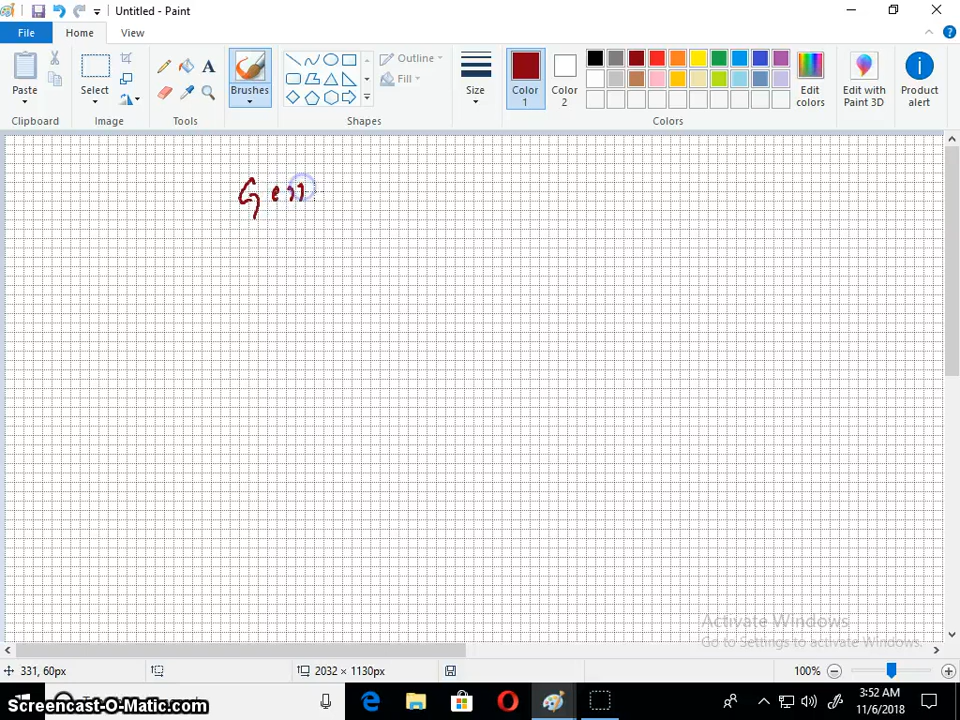 Untitled - Paint
File Home View
Paste Select Brushes Outline Fill Size Color 1 Color 2 Edit colors Edit with Paint 3D Product alert
Clipboard Image Tools Shapes Colors
Activate Windows
Go to Settings to activate Windows.
331, 60px 2032 × 1130px 100%
3:52 AM
11/6/2018
Screencast-O-Matic.com